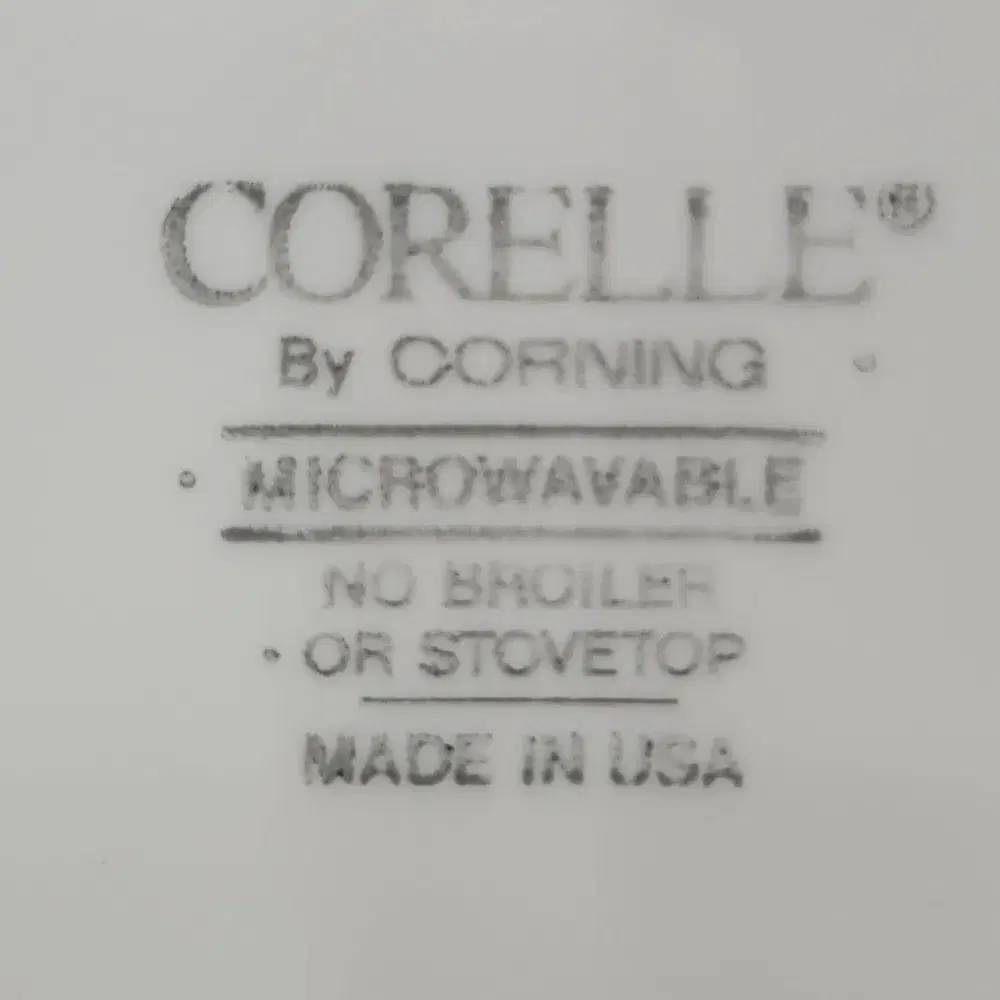 CORELLE®
By CORNING
MICROWAVABLE
NO BROILER
OR STOVETOP
MADE IN USA